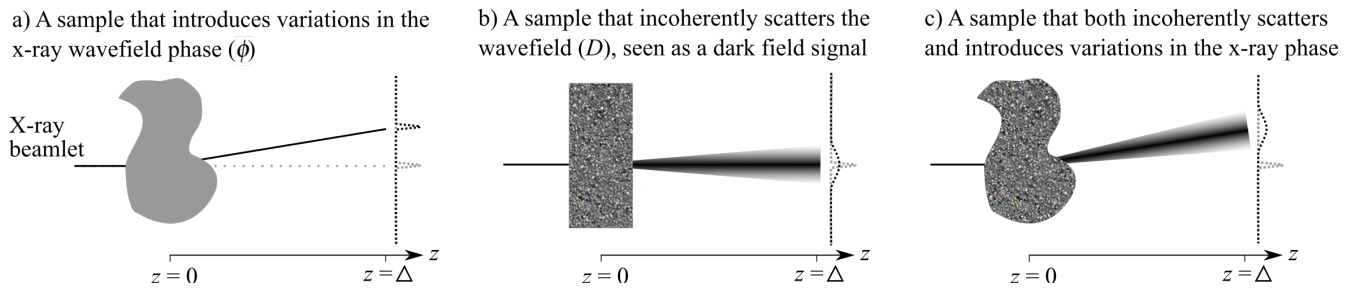 a) A sample that introduces variations in the
x-ray wavefield phase (ϕ)
b) A sample that incoherently scatters the
wavefield (D), seen as a dark field signal
c) A sample that both incoherently scatters
and introduces variations in the x-ray phase
X-ray
beamlet
z
z = 0
z = Δ
z
z = 0
z = Δ
z
z = 0
z = Δ